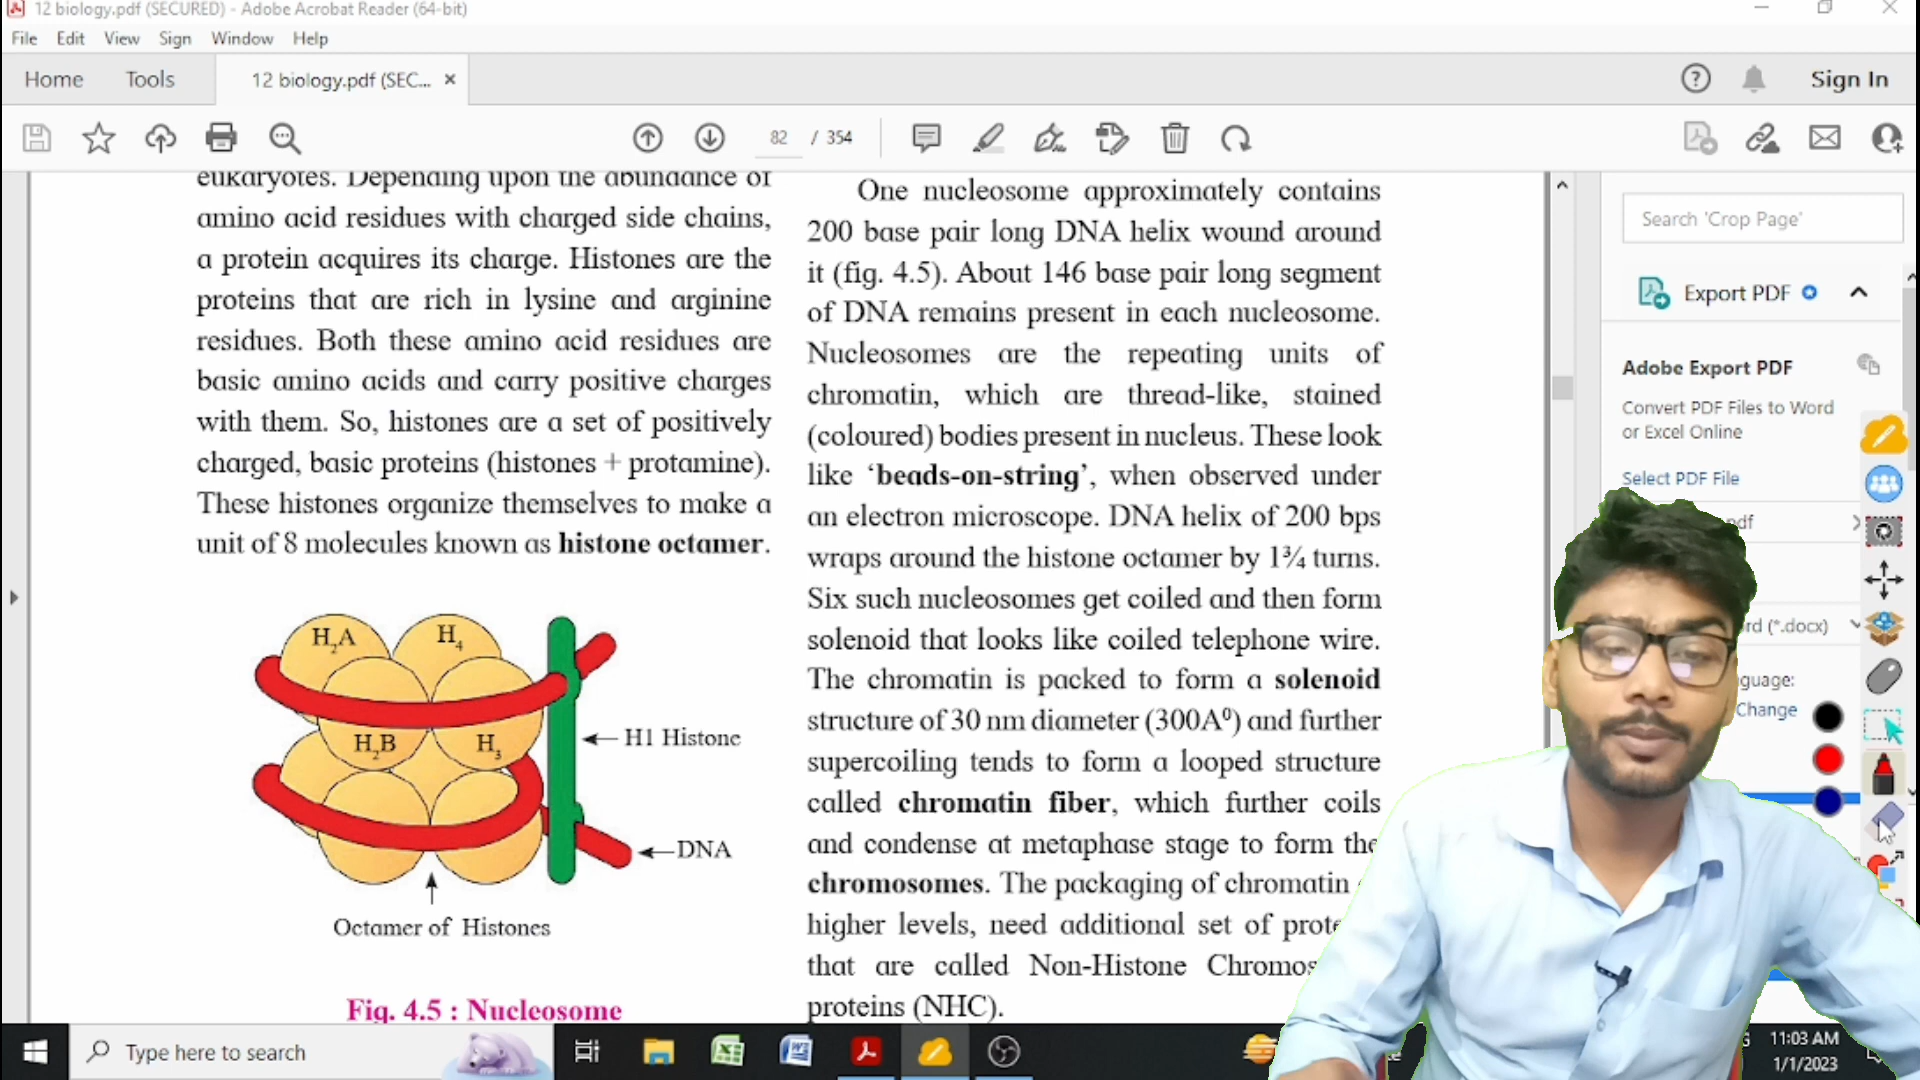 12 biology.pdf (SECURED) - Adobe Acrobat Reader (64-bit)
File Edit View Sign Window Help
Home Tools 12 biology.pdf (SEC... × Sign In
82 / 354
eukaryotes. Depending upon the abundance of
amino acid residues with charged side chains,
a protein acquires its charge. Histones are the
proteins that are rich in lysine and arginine
residues. Both these amino acid residues are
basic amino acids and carry positive charges
with them. So, histones are a set of positively
charged, basic proteins (histones + protamine).
These histones organize themselves to make a
unit of 8 molecules known as histone octamer.
H₂A
H₄
H₂B
H₃
H1 Histone
DNA
Octamer of Histones
Fig. 4.5 : Nucleosome
One nucleosome approximately contains
200 base pair long DNA helix wound around
it (fig. 4.5). About 146 base pair long segment
of DNA remains present in each nucleosome.
Nucleosomes are the repeating units of
chromatin, which are thread-like, stained
(coloured) bodies present in nucleus. These look
like ‘beads-on-string’, when observed under
an electron microscope. DNA helix of 200 bps
wraps around the histone octamer by 1¾ turns.
Six such nucleosomes get coiled and then form
solenoid that looks like coiled telephone wire.
The chromatin is packed to form a solenoid
structure of 30 nm diameter (300A⁰) and further
supercoiling tends to form a looped structure
called chromatin fiber, which further coils
and condense at metaphase stage to form the
chromosomes. The packaging of chromatin
higher levels, need additional set of prote
that are called Non-Histone Chromos
proteins (NHC).
Search 'Crop Page'
Export PDF
Adobe Export PDF
Convert PDF Files to Word
or Excel Online
Select PDF File
pdf
rd (*.docx)
guage:
Change
Type here to search
11:03 AM
1/1/2023